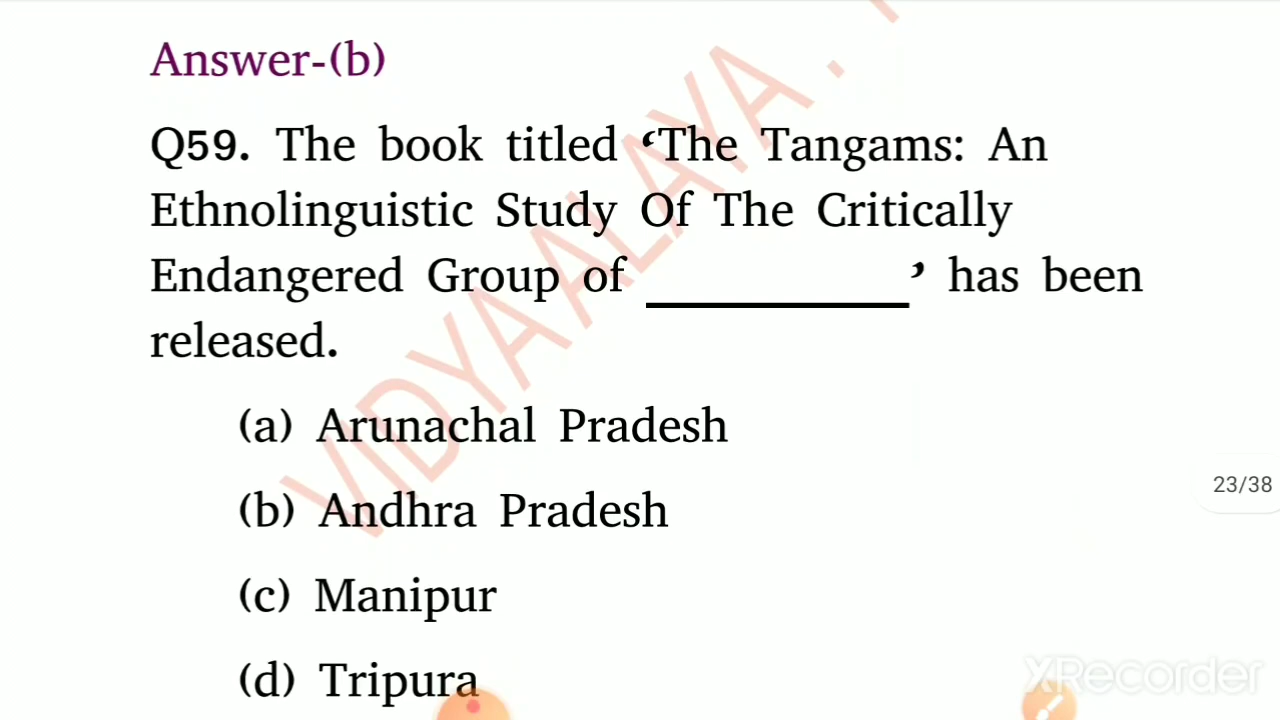 Answer-(b)
Q59. The book titled ‘The Tangams: An
Ethnolinguistic Study Of The Critically
Endangered Group of __________’ has been
released.
(a) Arunachal Pradesh
(b) Andhra Pradesh
(c) Manipur
(d) Tripura
VIDYAALAYA.
23/38
XRecorder